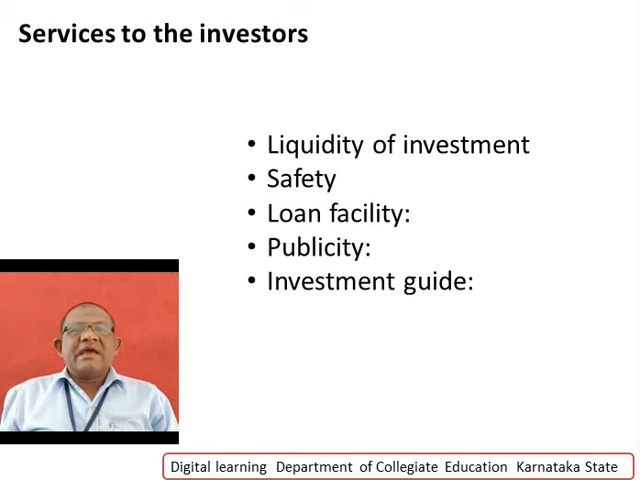 Services to the investors
• Liquidity of investment
• Safety
• Loan facility:
• Publicity:
• Investment guide:
Digital learning Department of Collegiate Education Karnataka State